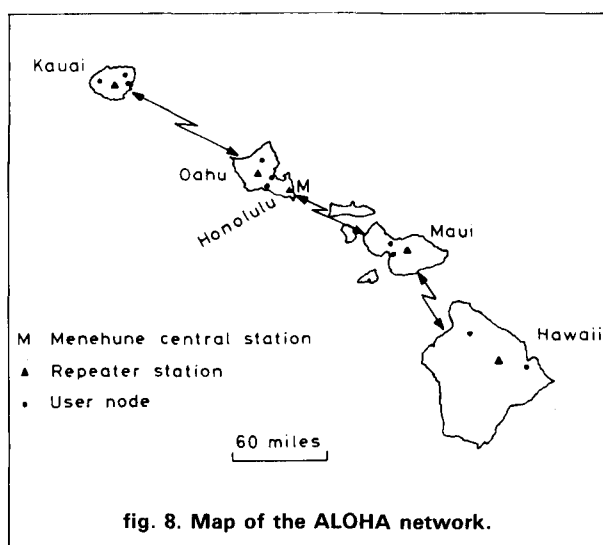 Kauai
Oahu
Honolulu
M
Maui
Hawaii
M Menehune central station
▲ Repeater station
• User node
60 miles
fig. 8. Map of the ALOHA network.